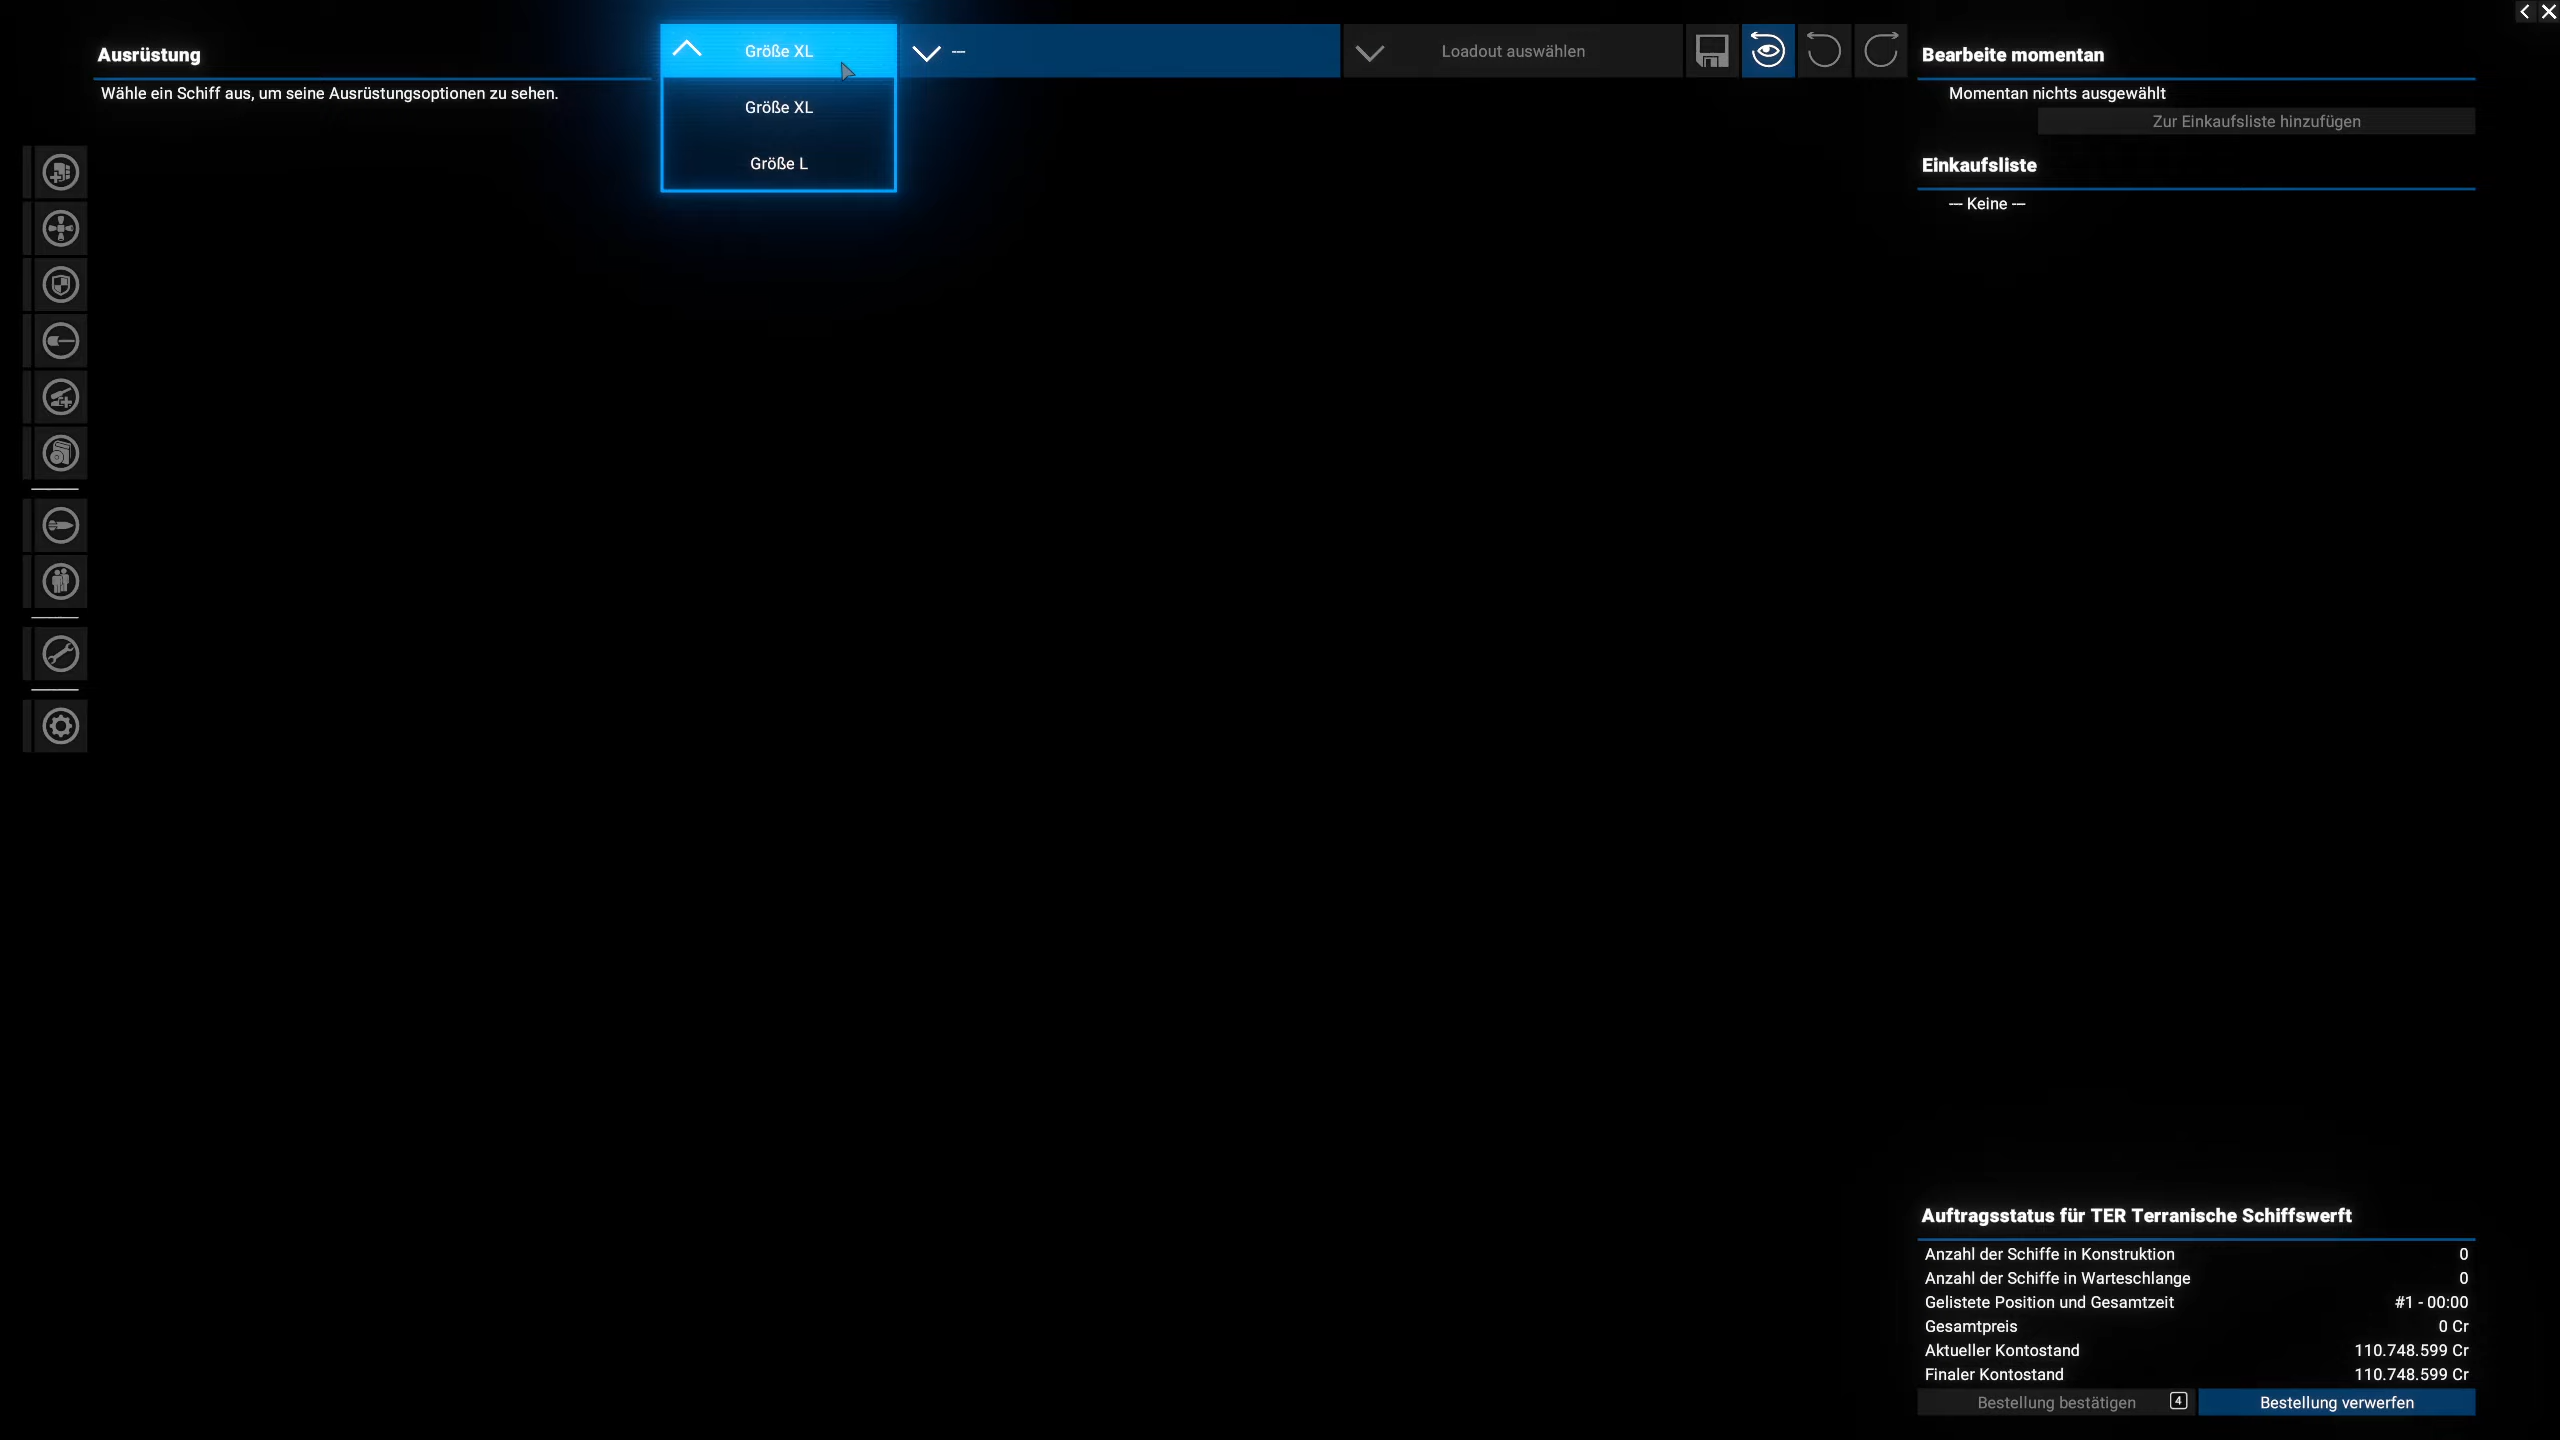 Ausrüstung
Wähle ein Schiff aus, um seine Ausrüstungsoptionen zu sehen.
Größe XL
Größe XL
Größe L
---
Loadout auswählen
Bearbeite momentan
Momentan nichts ausgewählt
Zur Einkaufsliste hinzufügen
Einkaufsliste
--- Keine ---
Auftragsstatus für TER Terranische Schiffswerft
Anzahl der Schiffe in Konstruktion 0
Anzahl der Schiffe in Warteschlange 0
Gelistete Position und Gesamtzeit #1 - 00:00
Gesamtpreis 0 Cr
Aktueller Kontostand 110.748.599 Cr
Finaler Kontostand 110.748.599 Cr
Bestellung bestätigen 4 Bestellung verwerfen